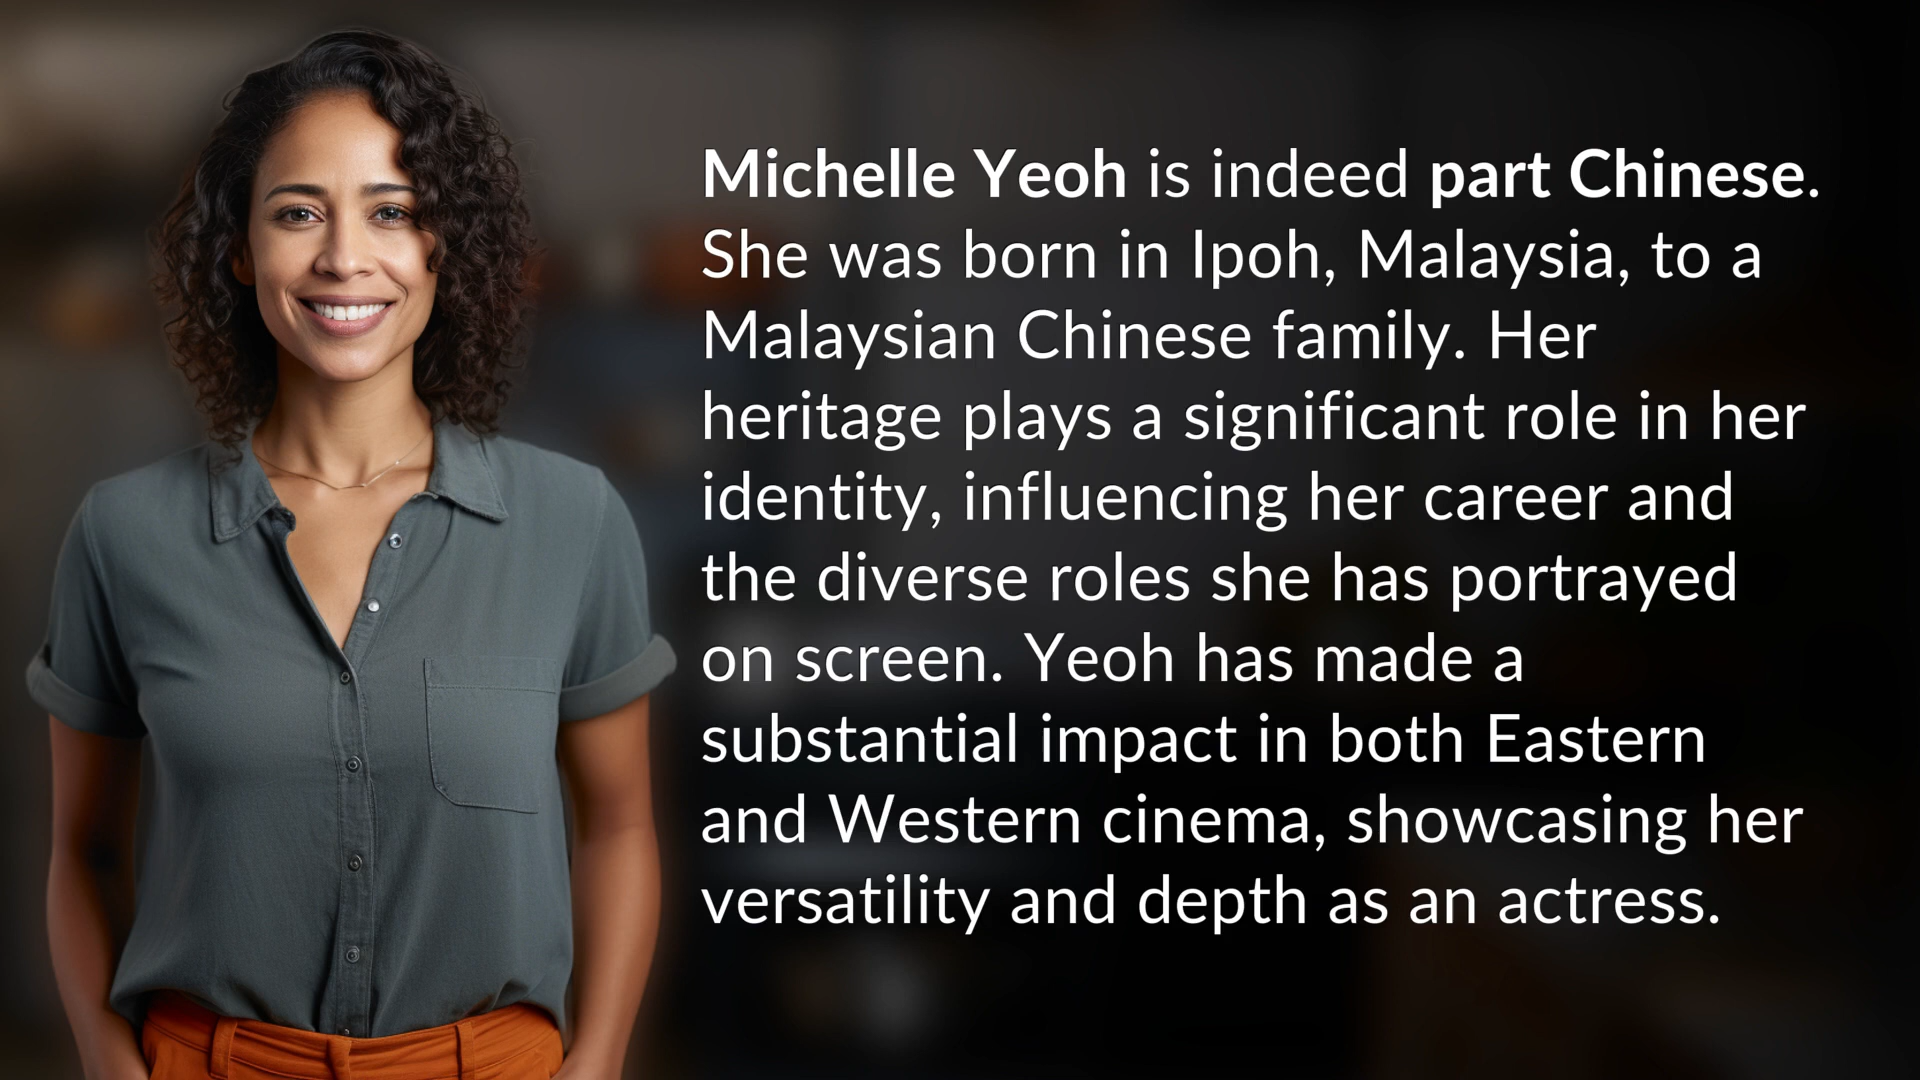 Michelle Yeoh is indeed part Chinese.
She was born in Ipoh, Malaysia, to a
Malaysian Chinese family. Her
heritage plays a significant role in her
identity, influencing her career and
the diverse roles she has portrayed
on screen. Yeoh has made a
substantial impact in both Eastern
and Western cinema, showcasing her
versatility and depth as an actress.